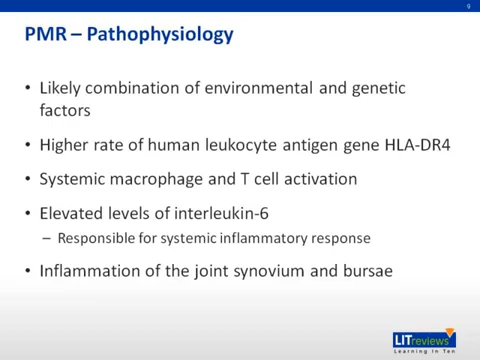 9
PMR – Pathophysiology
• Likely combination of environmental and genetic
factors
• Higher rate of human leukocyte antigen gene HLA-DR4
• Systemic macrophage and T cell activation
• Elevated levels of interleukin-6
– Responsible for systemic inflammatory response
• Inflammation of the joint synovium and bursae
LITreviews
Learning in Ten